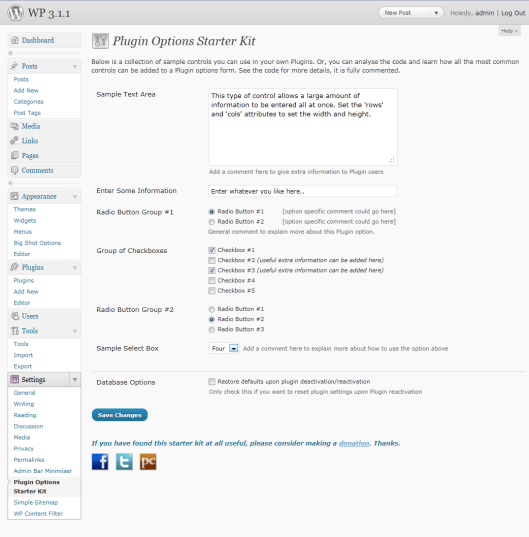 WP 3.1.1
New Post
Howdy, admin | Log Out
Help
Dashboard
Posts
Posts
Add New
Categories
Post Tags
Media
Links
Pages
Comments
Appearance
Themes
Widgets
Menus
Big Shot Options
Editor
Plugins
Plugins
Add New
Editor
Users
Tools
Tools
Import
Export
Settings
General
Writing
Reading
Discussion
Media
Privacy
Permalinks
Admin Bar Minimiser
Plugin Options
Starter Kit
Simple Sitemap
WP Content Filter
Plugin Options Starter Kit
Below is a collection of sample controls you can use in your own Plugins. Or, you can analyse the code and learn how all the most common
controls can be added to a Plugin options form. See the code for more details, it is fully commented.
Sample Text Area
This type of control allows a large amount of
information to be entered all at once. Set the 'rows'
and 'cols' attributes to set the width and height.
Add a comment here to give extra information to Plugin users
Enter Some Information
Enter whatever you like here..
Radio Button Group #1
Radio Button #1 [option specific comment could go here]
Radio Button #2 [option specific comment could go here]
General comment to explain more about this Plugin option.
Group of Checkboxes
Checkbox #1
Checkbox #2 (useful extra information can be added here)
Checkbox #3 (useful extra information can be added here)
Checkbox #4
Checkbox #5
Radio Button Group #2
Radio Button #1
Radio Button #2
Radio Button #3
Sample Select Box
Four
Add a comment here to explain more about how to use the option above
Database Options
Restore defaults upon plugin deactivation/reactivation
Only check this if you want to reset plugin settings upon Plugin reactivation
Save Changes
If you have found this starter kit at all useful, please consider making a donation. Thanks.
f t pc